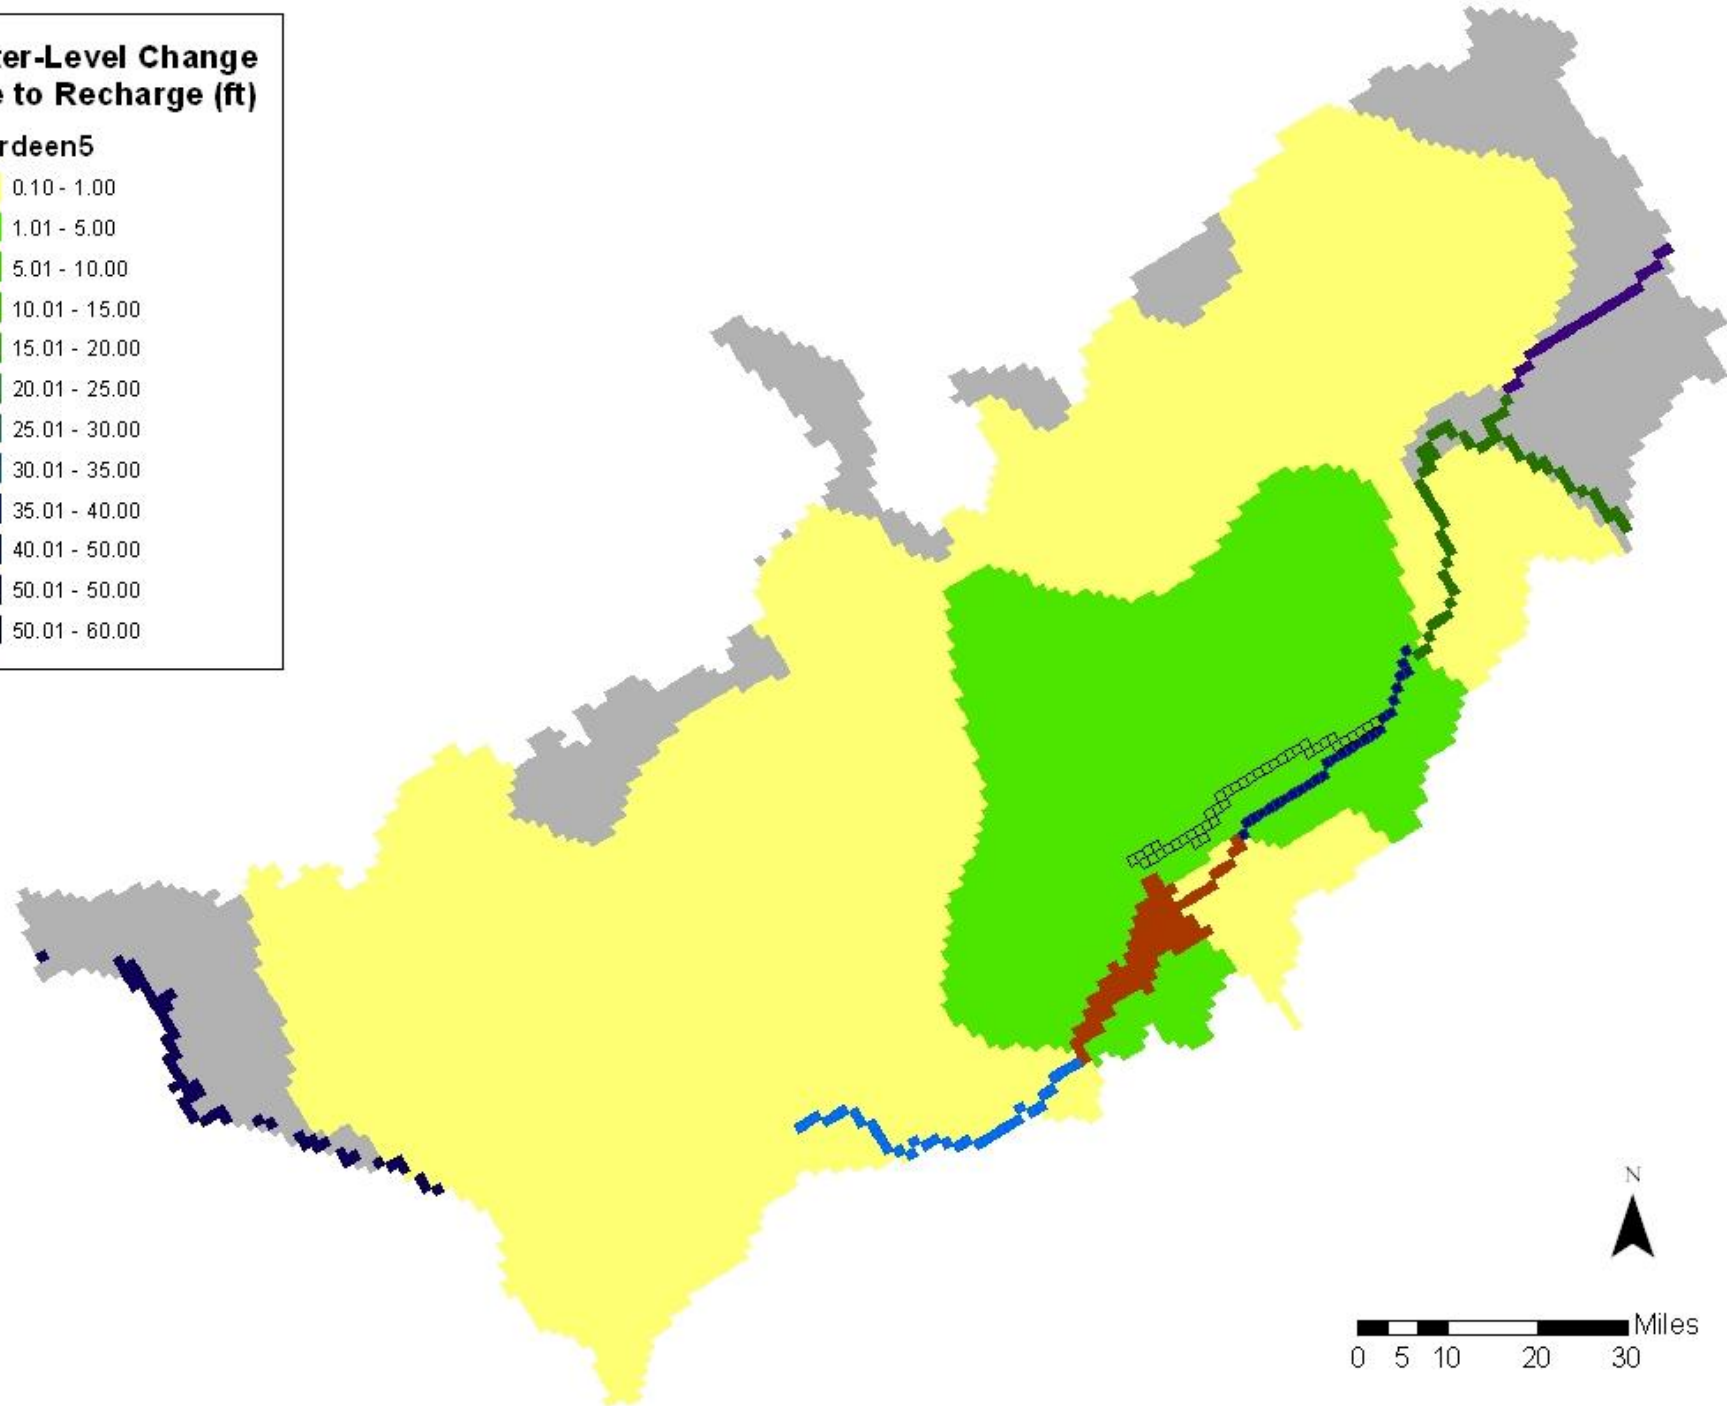 ter-Level Change
e to Recharge (ft)
rdeen5
0.10 - 1.00
1.01 - 5.00
5.01 - 10.00
10.01 - 15.00
15.01 - 20.00
20.01 - 25.00
25.01 - 30.00
30.01 - 35.00
35.01 - 40.00
40.01 - 50.00
50.01 - 50.00
50.01 - 60.00
N
Miles
0 5 10 20 30